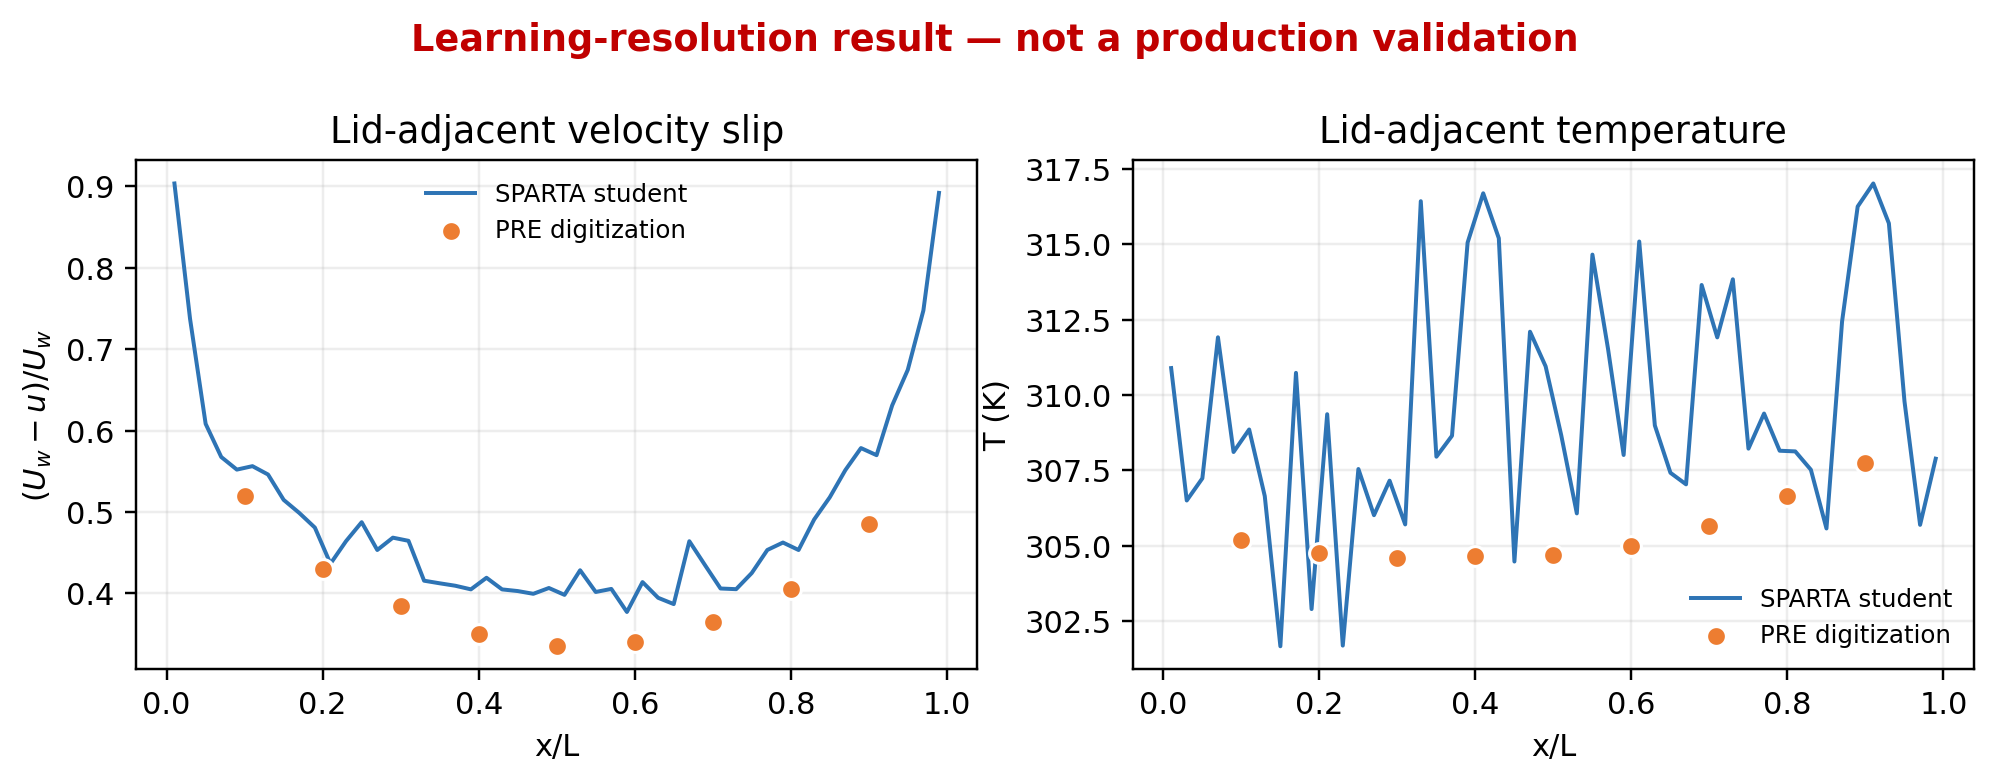 Learning-resolution result — not a production validation
Lid-adjacent velocity slip
SPARTA student
PRE digitization
(U_w − u)/U_w
0.9
0.8
0.7
0.6
0.5
0.4
0.0 0.2 0.4 0.6 0.8 1.0
x/L
Lid-adjacent temperature
T (K)
317.5
315.0
312.5
310.0
307.5
305.0
302.5
SPARTA student
PRE digitization
0.0 0.2 0.4 0.6 0.8 1.0
x/L